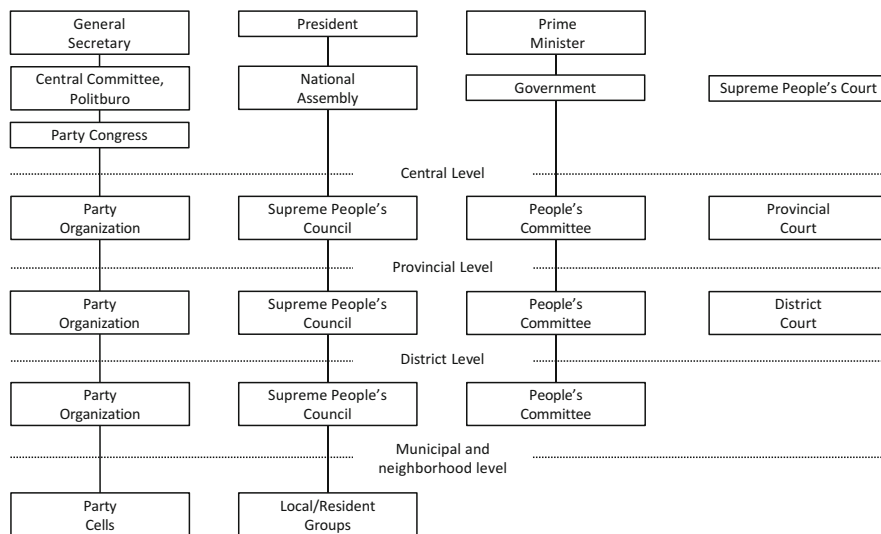 General
Secretary
President
Prime
Minister
Central Committee,
Politburo
National
Assembly
Government
Supreme People's Court
Party Congress
Central Level
Party
Organization
Supreme People's
Council
People's
Committee
Provincial
Court
Provincial Level
Party
Organization
Supreme People's
Council
People's
Committee
District
Court
District Level
Party
Organization
Supreme People's
Council
People's
Committee
Municipal and
neighborhood level
Party
Cells
Local/Resident
Groups